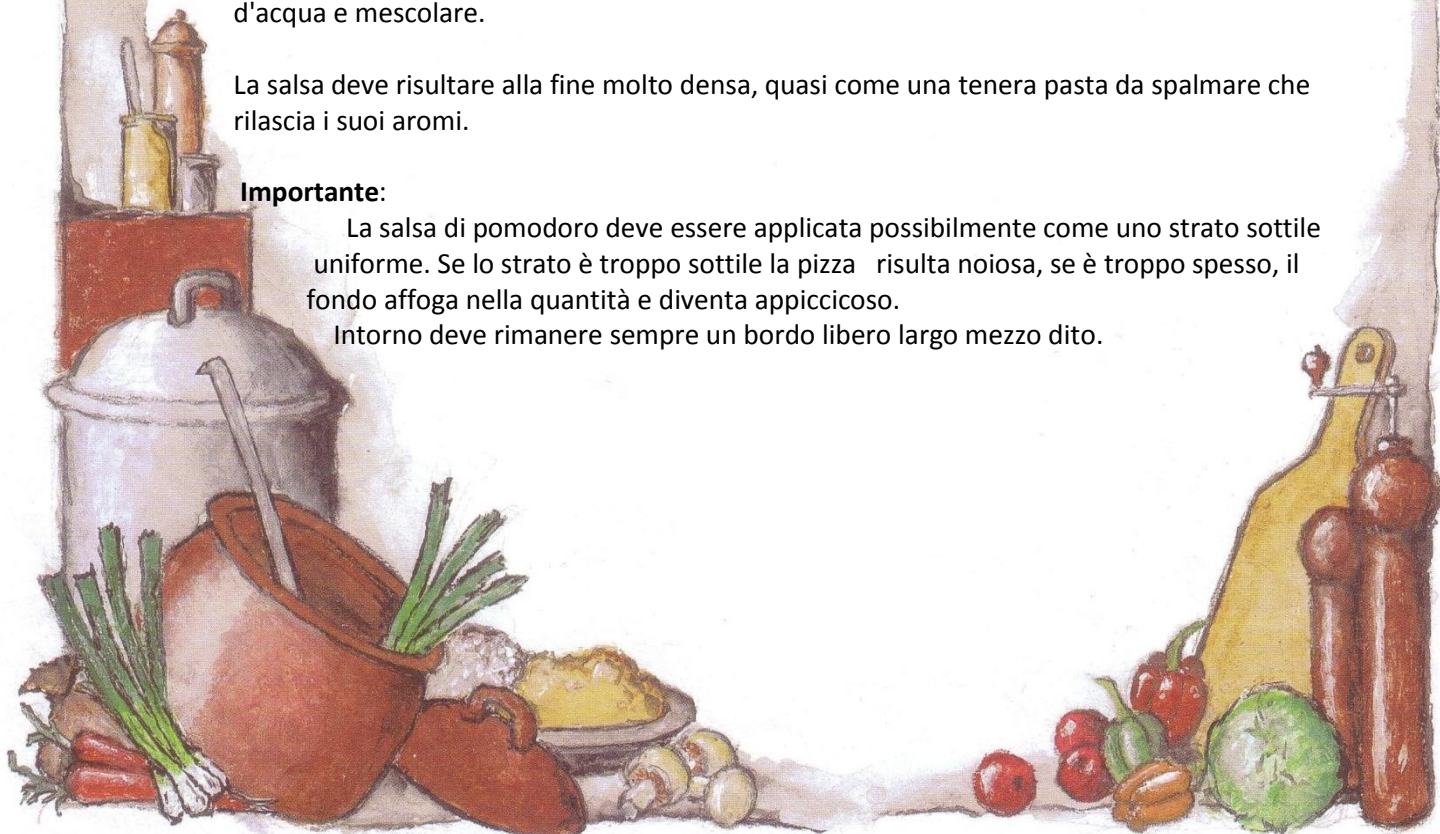 d'acqua e mescolare.
La salsa deve risultare alla fine molto densa, quasi come una tenera pasta da spalmare che
rilascia i suoi aromi.
Importante:
La salsa di pomodoro deve essere applicata possibilmente come uno strato sottile
uniforme. Se lo strato è troppo sottile la pizza   risulta noiosa, se è troppo spesso, il
fondo affoga nella quantità e diventa appiccicoso.
Intorno deve rimanere sempre un bordo libero largo mezzo dito.